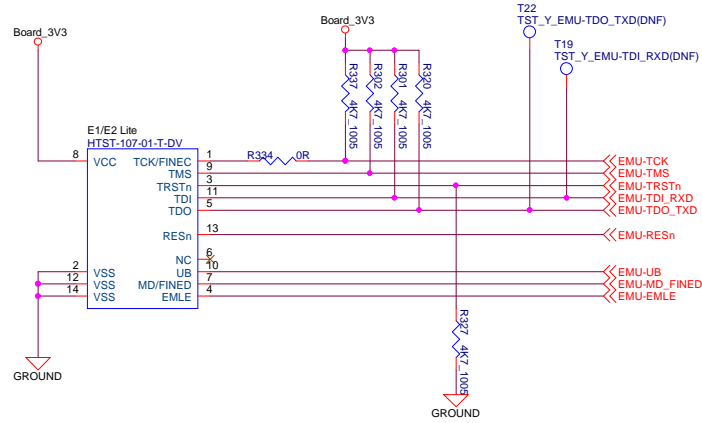 T22
TST_Y_EMU-TDO_TXD(DNF)
Board_3V3
Board_3V3
T19
TST_Y_EMU-TDI_RXD(DNF)
R337 4K7_1005
R302 4K7_1005
R301 4K7_1005
R320 4K7_1005
E1/E2 Lite
HTST-107-01-T-DV
8 VCC TCK/FINEC 1 R334 0R EMU-TCK
TMS 9 EMU-TMS
TRSTn 3 EMU-TRSTn
TDI 11 EMU-TDI_RXD
TDO 5 EMU-TDO_TXD
RESn 13 EMU-RESn
NC 6
2 VSS UB 10 EMU-UB
12 VSS MD/FINED 7 EMU-MD_FINED
14 VSS EMLE 4 EMU-EMLE
R327 4K7_1005
GROUND
GROUND